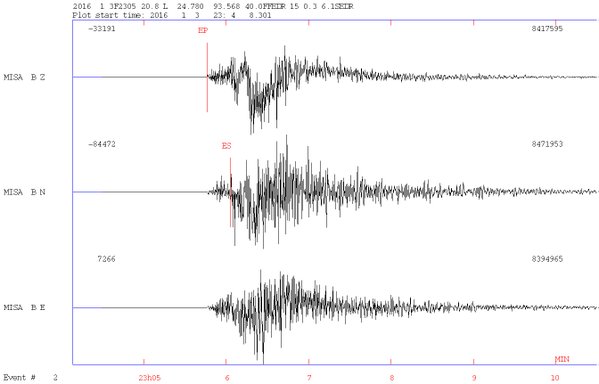 2016 1 3F2305 20.8 L 24.780 93.568 40.0FFEDR 15 0.3 6.1SEDR
Plot start time: 2016 1 3 23: 4 8.301
-33191 EP 8417595
MISA B Z
-84472 ES 8471953
MISA B N
7266 8394965
MISA B E
MIN
Event # 2 23h05 6 7 8 9 10